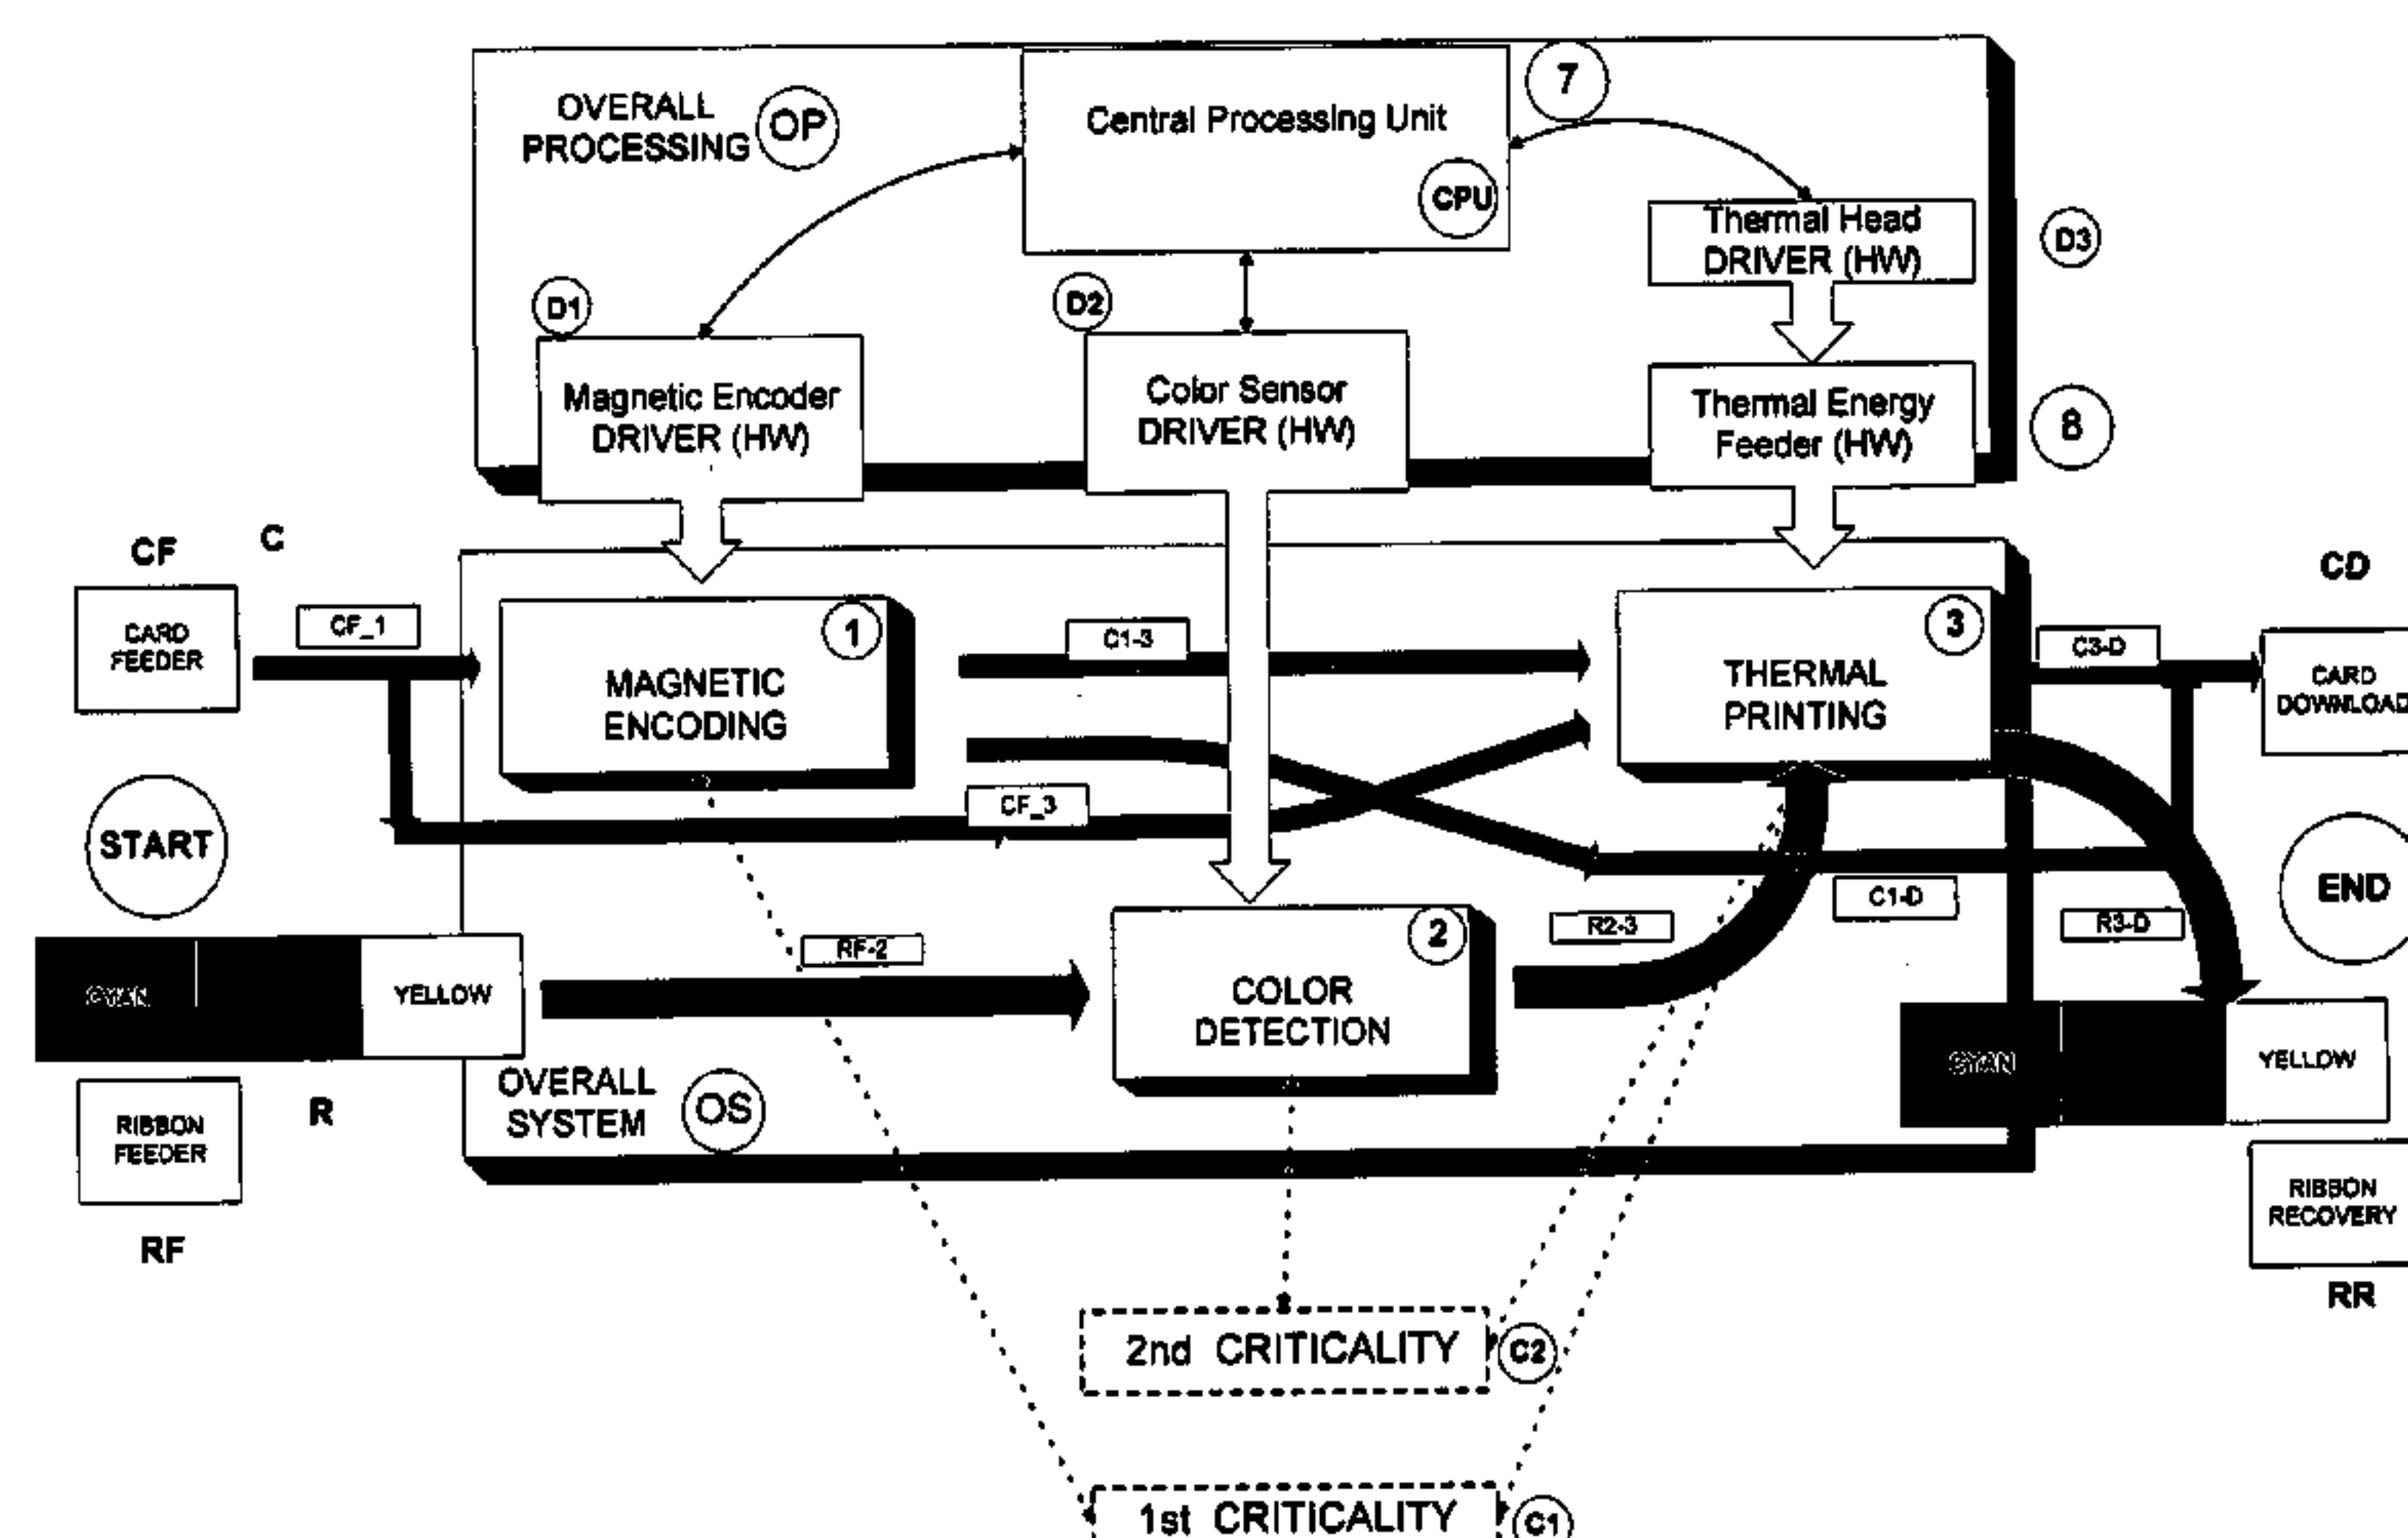 OVERALL
PROCESSING
OP
Central Processing Unit
CPU
7
Thermal Head
DRIVER (HW)
D3
D1
Magnetic Encoder
DRIVER (HW)
D2
Color Sensor
DRIVER (HW)
Thermal Energy
Feeder (HW)
8
CF
C
CARD
FEEDER
CF_1
1
MAGNETIC
ENCODING
C1-3
3
THERMAL
PRINTING
C3-D
CD
CARD
DOWNLOAD
CF_3
START
END
C1-D
R2-3
R3-D
RF-2
CYAN
YELLOW
2
COLOR
DETECTION
CYAN
YELLOW
RIBBON
FEEDER
R
RF
OVERALL
SYSTEM
OS
RIBBON
RECOVERY
RR
2nd CRITICALITY
C2
1st CRITICALITY
C1